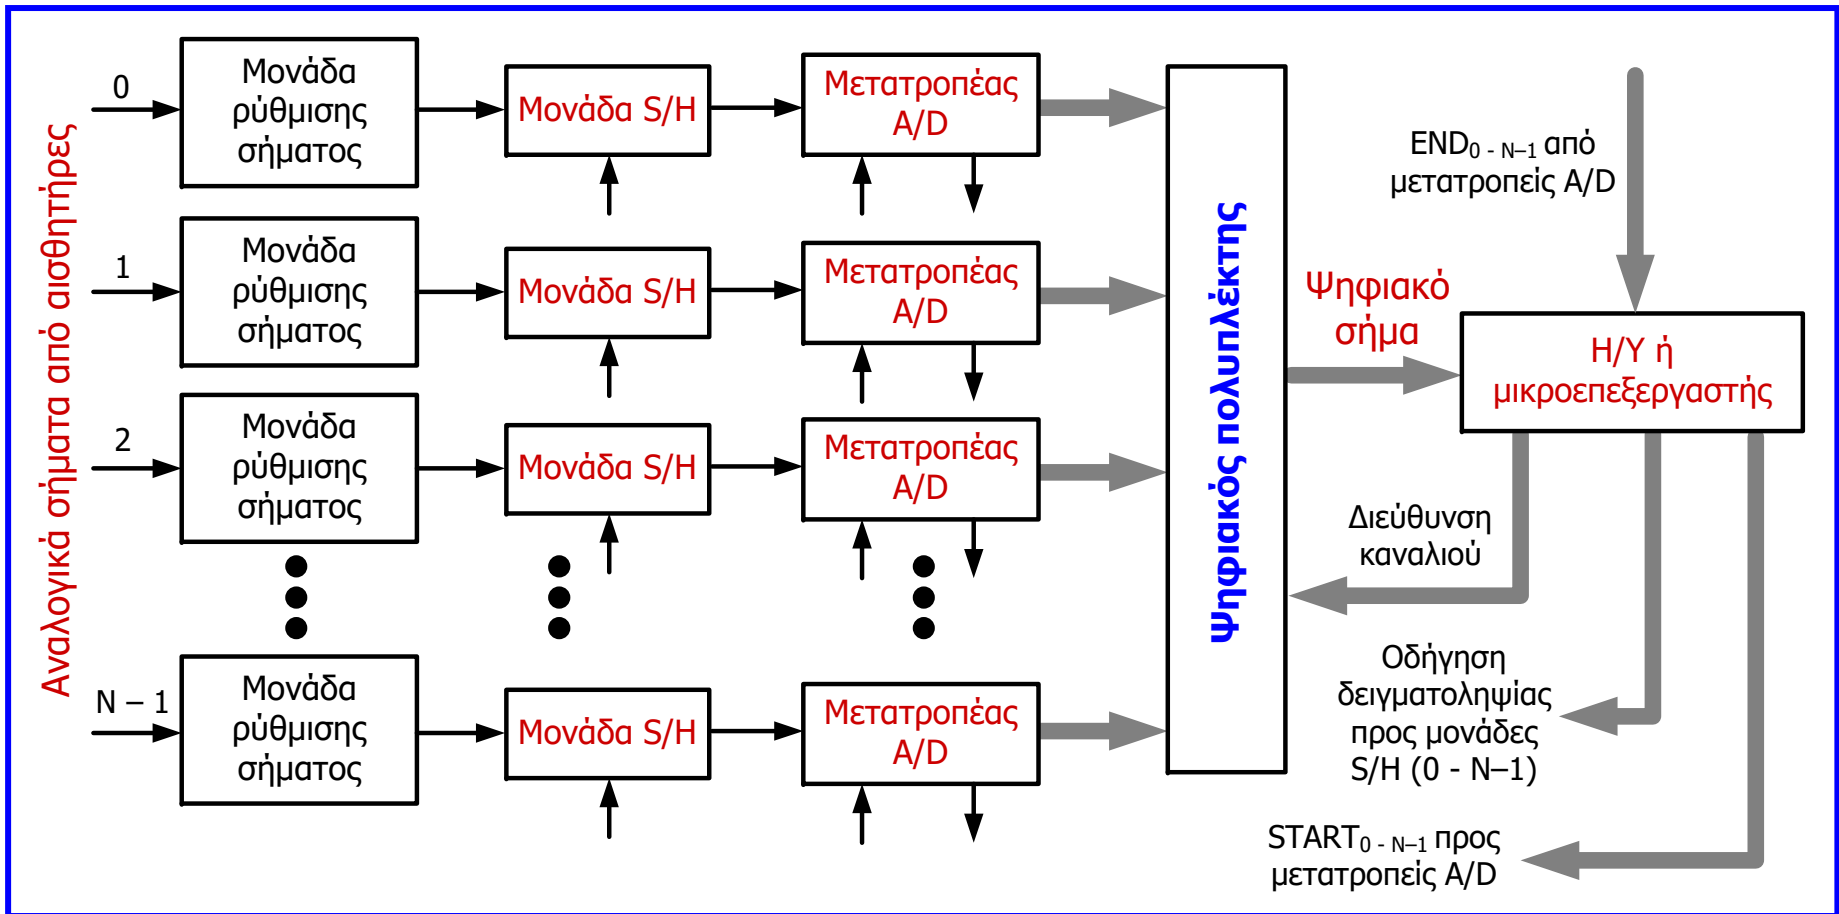 Αναλογικά σήματα από αισθητήρες
0
Μονάδα
ρύθμισης
σήματος
Μονάδα S/H
Μετατροπέας
A/D
1
Μονάδα
ρύθμισης
σήματος
Μονάδα S/H
Μετατροπέας
A/D
2
Μονάδα
ρύθμισης
σήματος
Μονάδα S/H
Μετατροπέας
A/D
N – 1
Μονάδα
ρύθμισης
σήματος
Μονάδα S/H
Μετατροπέας
A/D
Ψηφιακός πολυπλέκτης
END0 - N–1 από
μετατροπείς A/D
Ψηφιακό
σήμα
Η/Υ ή
μικροεπεξεργαστής
Διεύθυνση
καναλιού
Οδήγηση
δειγματοληψίας
προς μονάδες
S/H (0 - N–1)
START0 - N–1 προς
μετατροπείς A/D